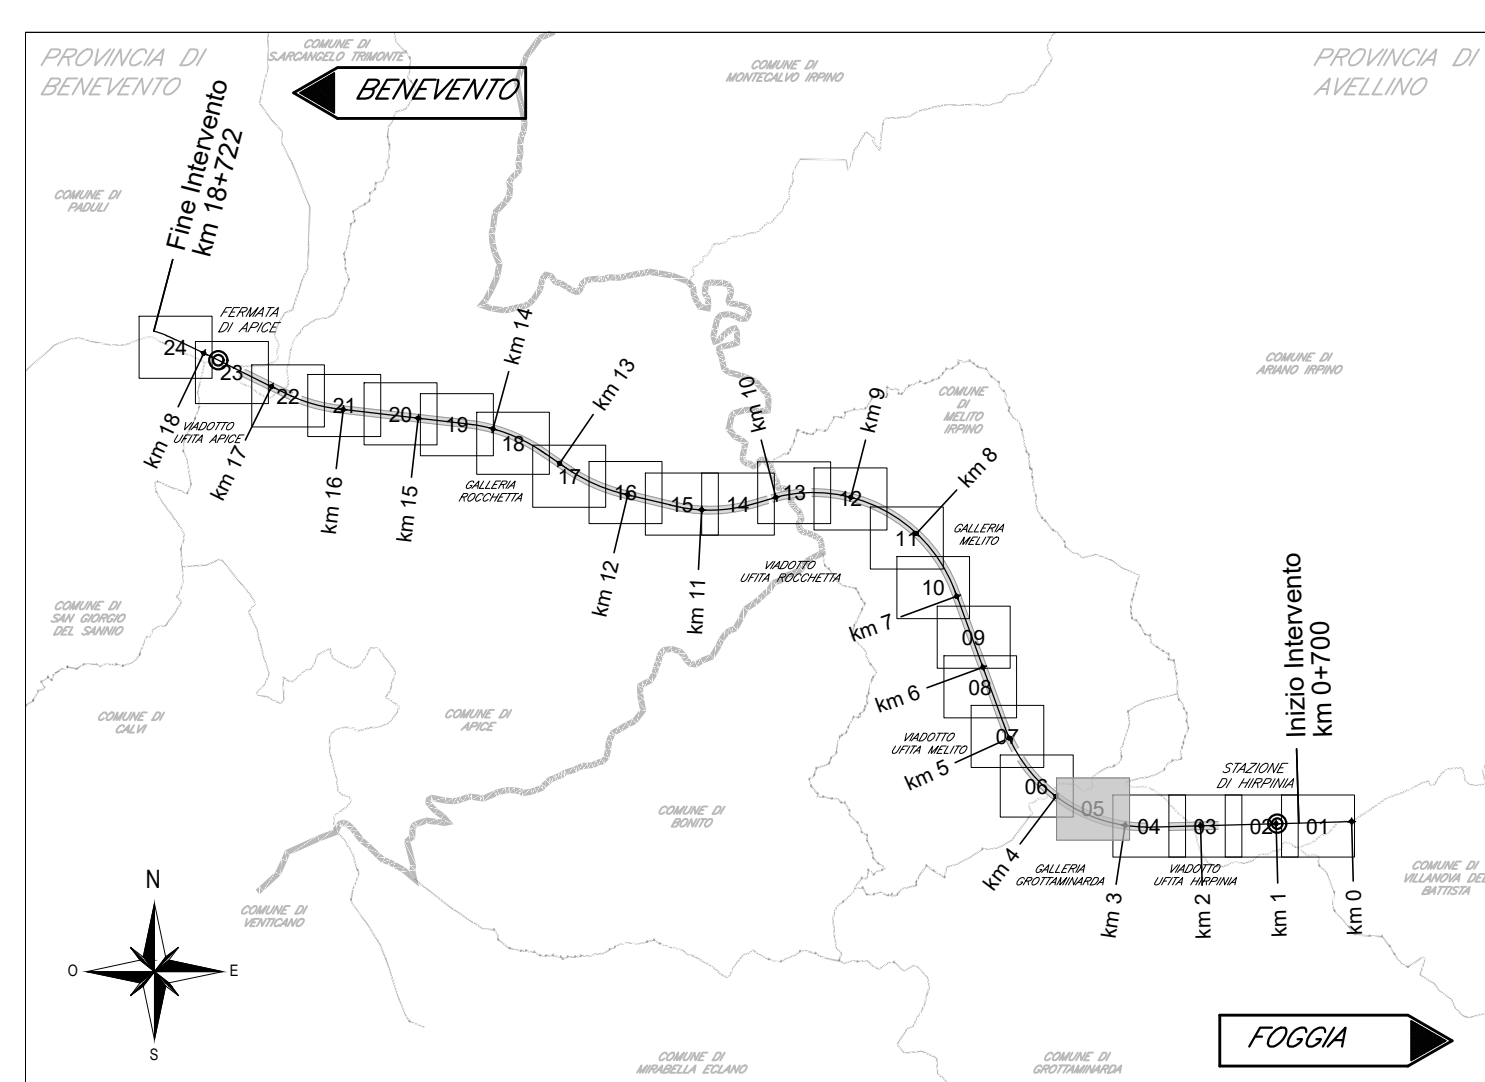 PROVINCIA DI
BENEVENTO
COMUNE DI
S.ARCANGELO TRIMONTE
BENEVENTO
COMUNE DI
MONTECALVO IRPINO
PROVINCIA DI
AVELLINO
Fine Intervento
km 18+722
COMUNE DI
PADULI
FERMATA
DI APICE
24
23
22
21
20
19
18
17
16
15
14
13
12
11
10
09
08
07
06
05
04
03
02
01
km 18
km 17
km 16
km 15
km 14
km 13
km 12
km 11
km 10
km 9
km 8
km 7
km 6
km 5
km 4
km 3
km 2
km 1
km 0
VIADOTTO
UFITA APICE
GALLERIA
ROCCHETTA
VIADOTTO
UFITA ROCCHETTA
GALLERIA
MELITO
COMUNE
DI
MELITO
IRPINO
COMUNE DI
ARIANO IRPINO
COMUNE DI
SAN GIORGIO
DEL SANNIO
COMUNE DI
CALVI
COMUNE DI
APICE
VIADOTTO
UFITA MELITO
Inizio Intervento
km 0+700
STAZIONE
DI HIRPINIA
COMUNE DI
BONITO
GALLERIA
GROTTAMINARDA
VIADOTTO
UFITA HIRPINIA
COMUNE DI
VILLANOVA DEL
BATTISTA
COMUNE DI
VENTICANO
N
O
E
S
COMUNE DI
MIRABELLA ECLANO
COMUNE DI
GROTTAMINARDA
FOGGIA